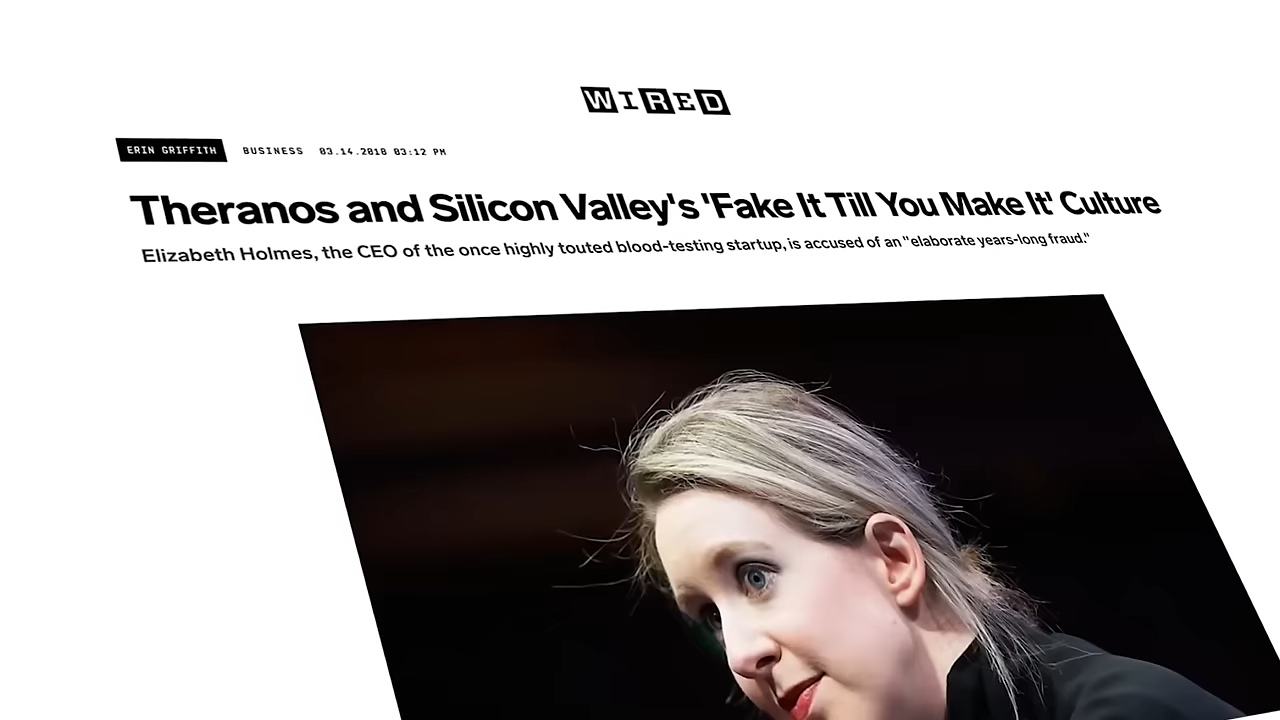 WIRED
ERIN GRIFFITH BUSINESS 03.14.2018 03:12 PM
Theranos and Silicon Valley's 'Fake It Till You Make It' Culture
Elizabeth Holmes, the CEO of the once highly touted blood-testing startup, is accused of an "elaborate years-long fraud."